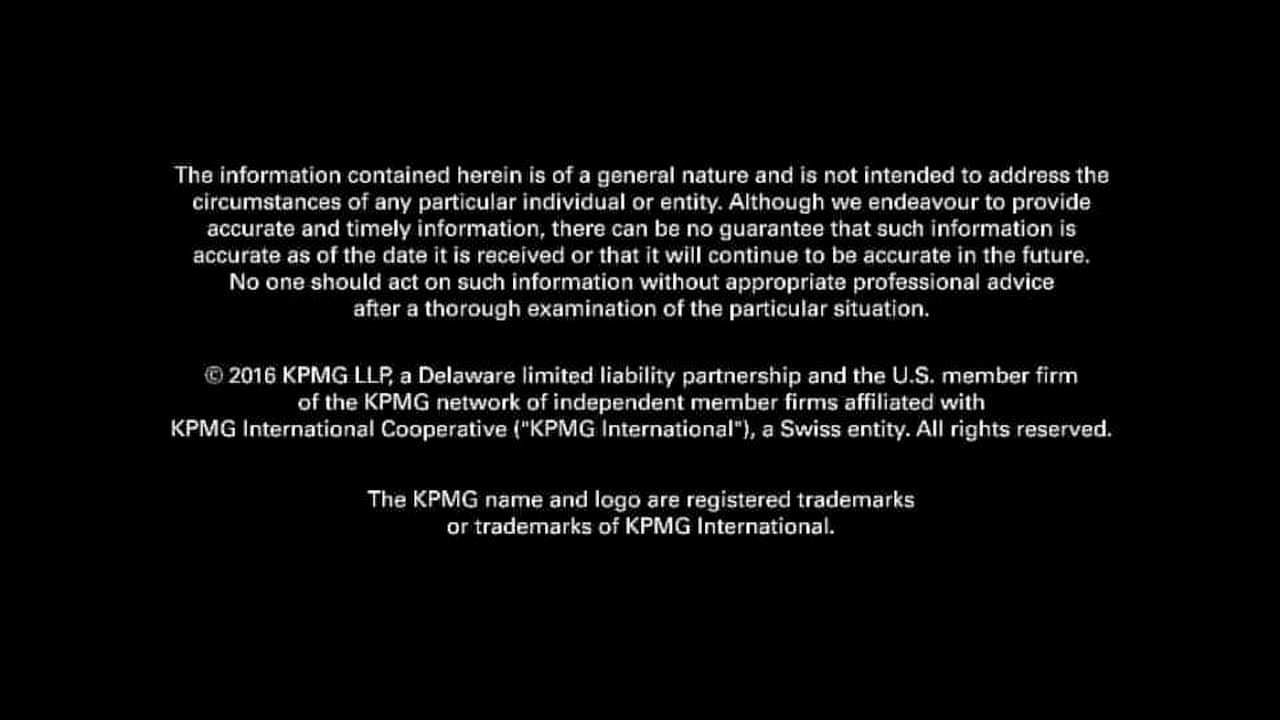 The information contained herein is of a general nature and is not intended to address the
circumstances of any particular individual or entity. Although we endeavour to provide
accurate and timely information, there can be no guarantee that such information is
accurate as of the date it is received or that it will continue to be accurate in the future.
No one should act on such information without appropriate professional advice
after a thorough examination of the particular situation.
© 2016 KPMG LLP, a Delaware limited liability partnership and the U.S. member firm
of the KPMG network of independent member firms affiliated with
KPMG International Cooperative ("KPMG International"), a Swiss entity. All rights reserved.
The KPMG name and logo are registered trademarks
or trademarks of KPMG International.